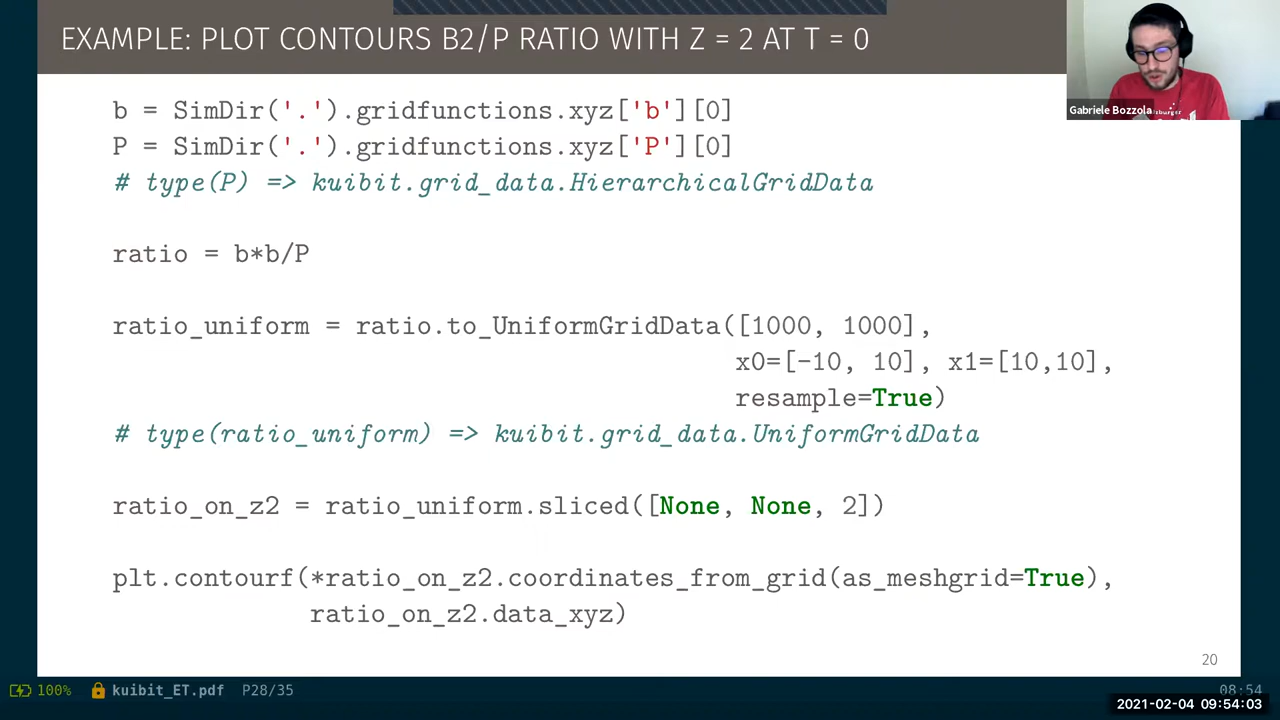 EXAMPLE: PLOT CONTOURS B2/P RATIO WITH Z = 2 AT T = 0
Gabriele Bozzola
b = SimDir('.').gridfunctions.xyz['b'][0]
P = SimDir('.').gridfunctions.xyz['P'][0]
# type(P) => kuibit.grid_data.HierarchicalGridData
ratio = b*b/P
ratio_uniform = ratio.to_UniformGridData([1000, 1000],
x0=[-10, 10], x1=[10,10],
resample=True)
# type(ratio_uniform) => kuibit.grid_data.UniformGridData
ratio_on_z2 = ratio_uniform.sliced([None, None, 2])
plt.contourf(*ratio_on_z2.coordinates_from_grid(as_meshgrid=True),
ratio_on_z2.data_xyz)
20
100% kuibit_ET.pdf P28/35
08:54
2021-02-04 09:54:03